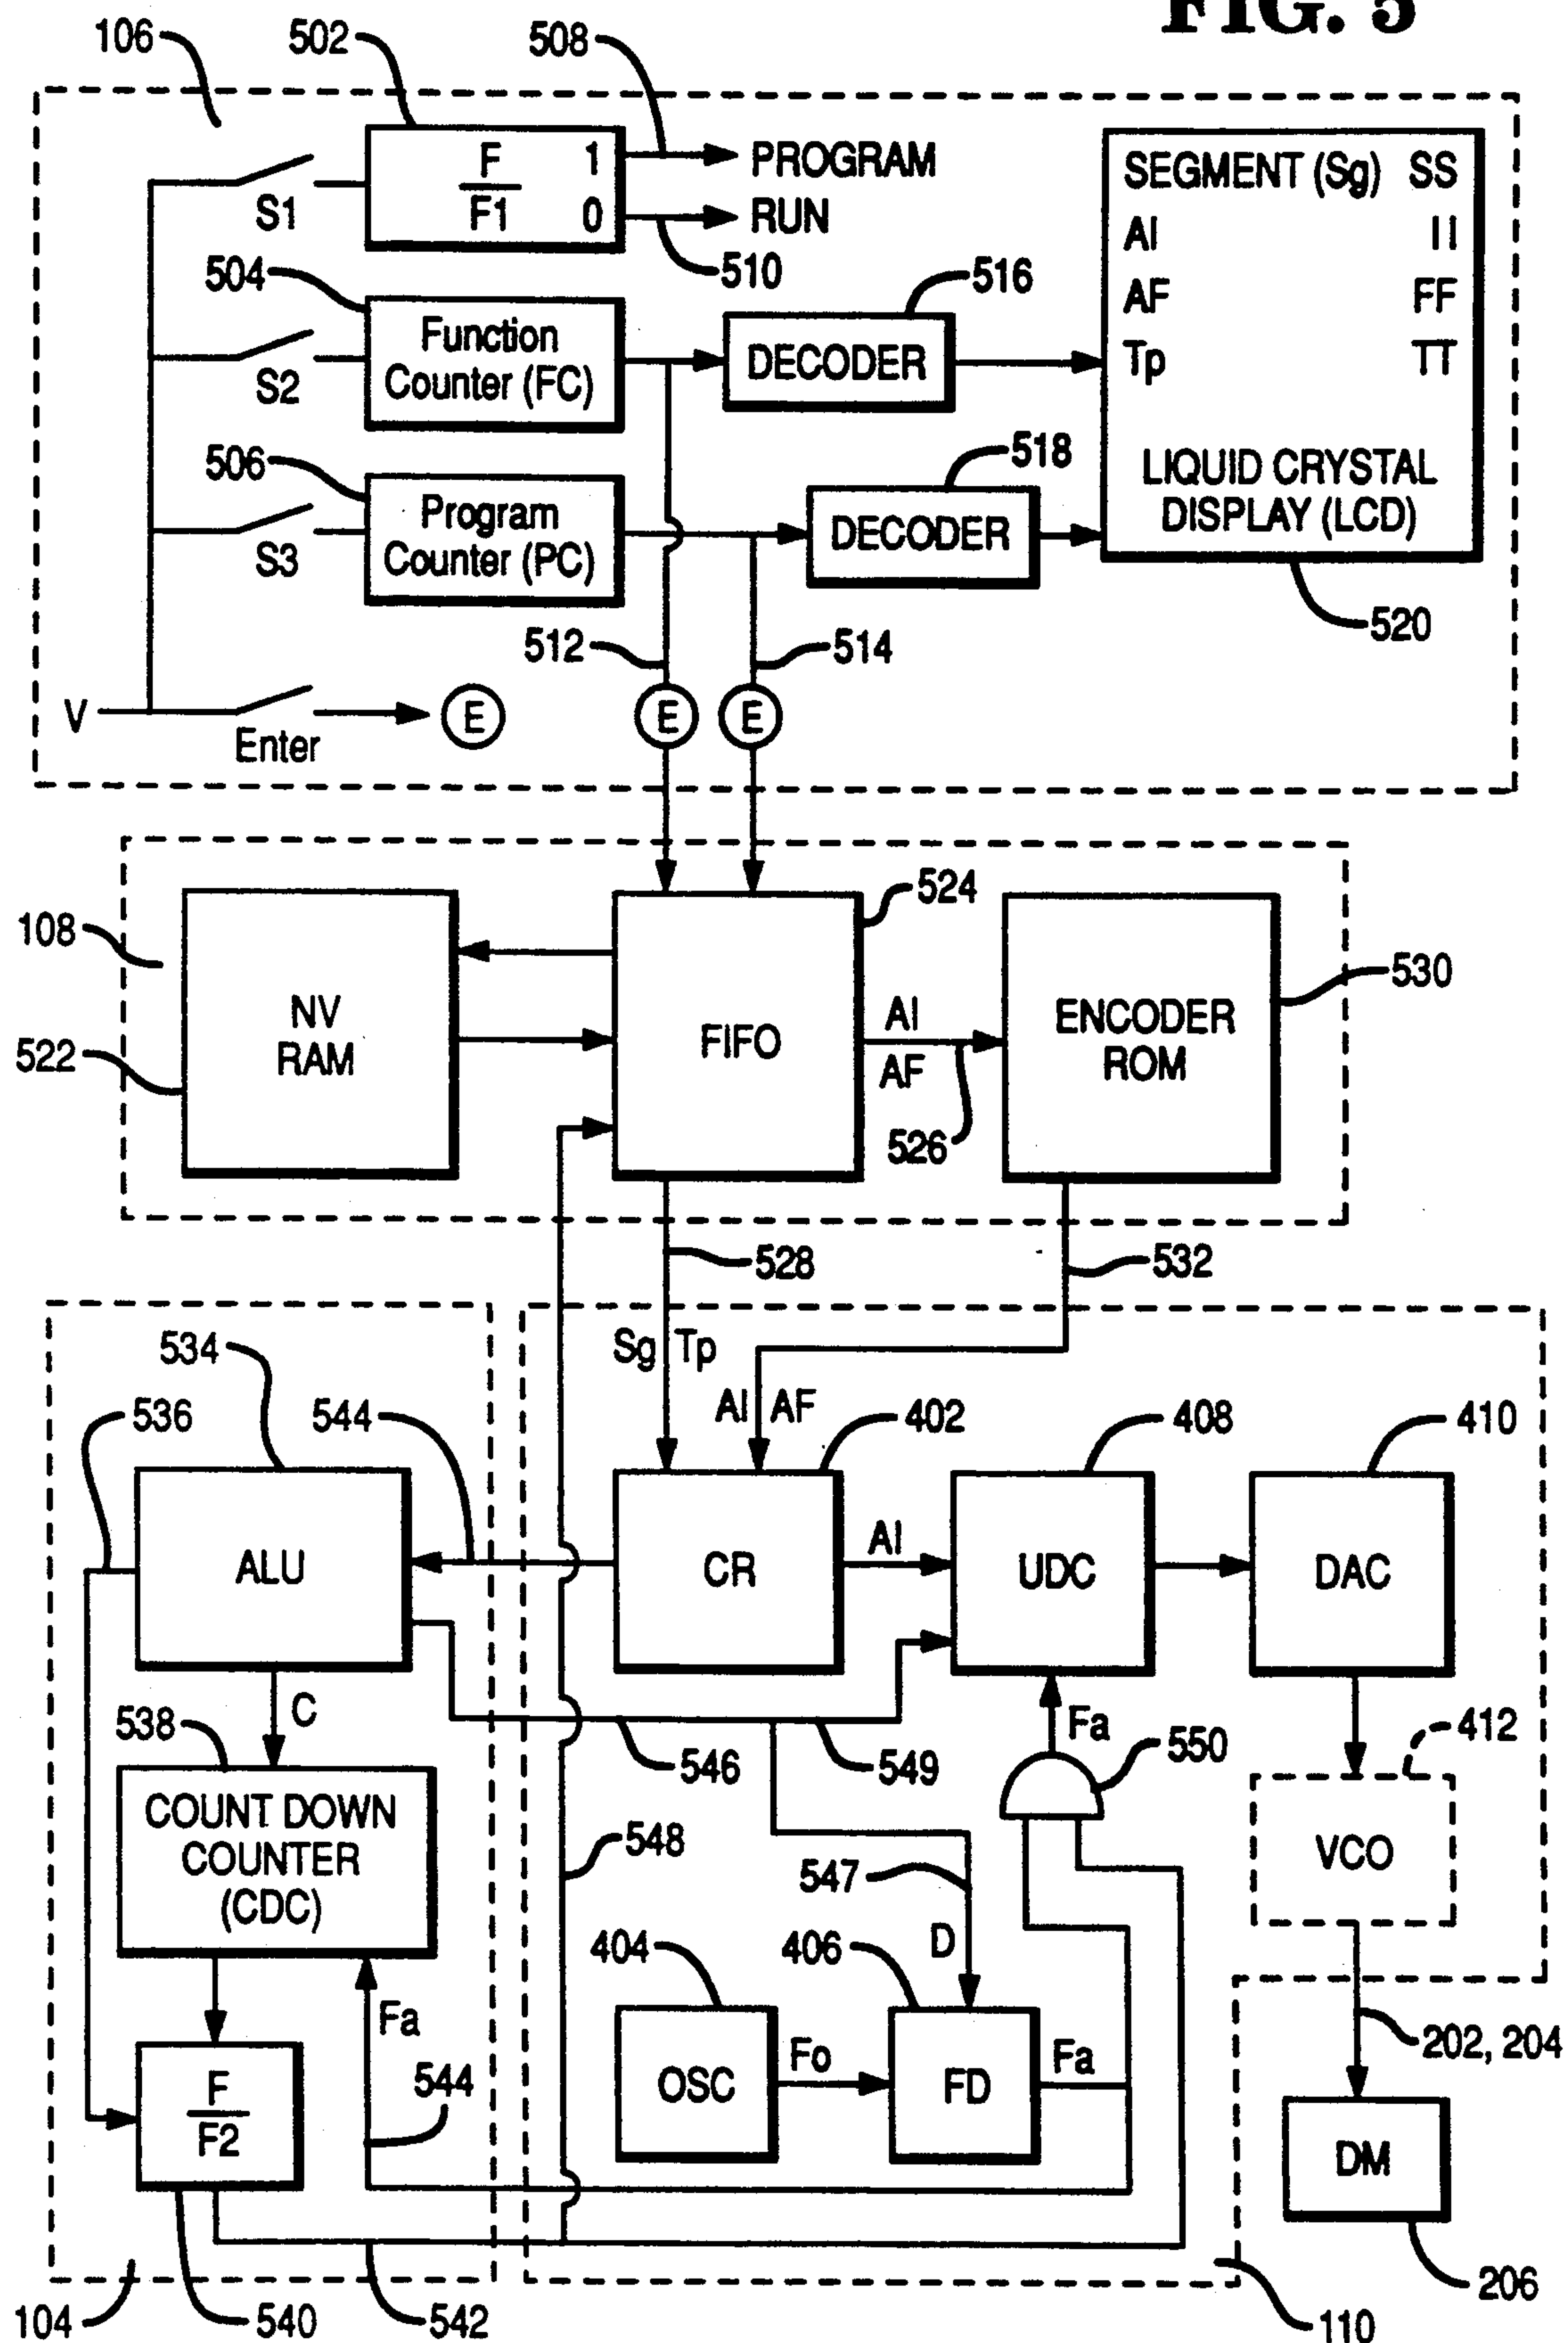 FIG. 5
106
502
508
F
F1
1
0
PROGRAM
RUN
510
S1
SEGMENT (Sg) SS
AI II
AF FF
Tp TT
LIQUID CRYSTAL
DISPLAY (LCD)
520
504
Function
Counter (FC)
S2
516
DECODER
506
Program
Counter (PC)
S3
518
DECODER
512
514
V
Enter
E
E
E
108
522
NV
RAM
524
FIFO
AI
AF
526
530
ENCODER
ROM
528
532
Sg Tp
AI AF
534
536
544
402
408
410
ALU
CR
AI
UDC
DAC
C
538
546
549
Fa
550
412
COUNT DOWN
COUNTER
(CDC)
548
547
VCO
D
404
406
Fa
OSC
Fo
FD
Fa
202, 204
F
F2
544
DM
206
104
540
542
110